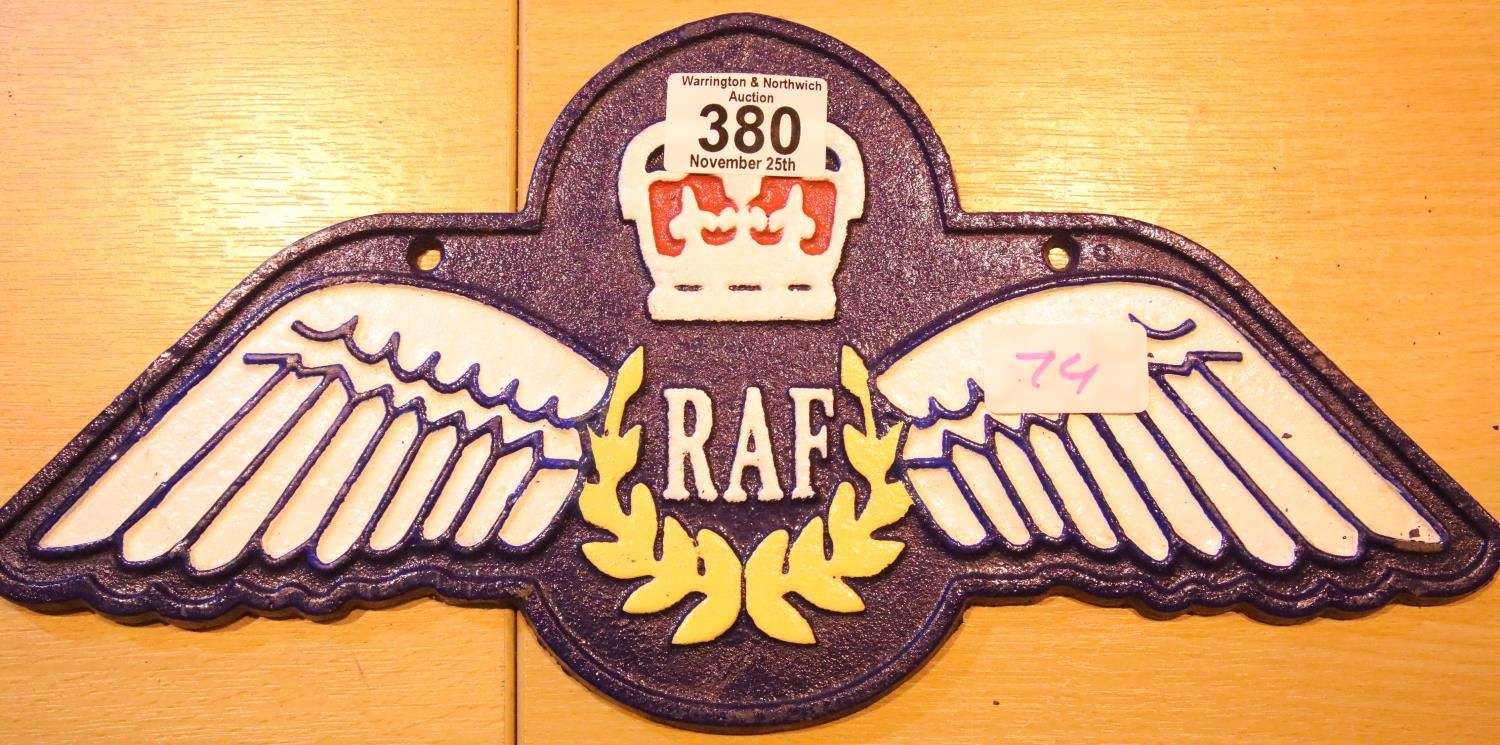 Warrington & Northwich
Auction
380
November 25th
74
RAF